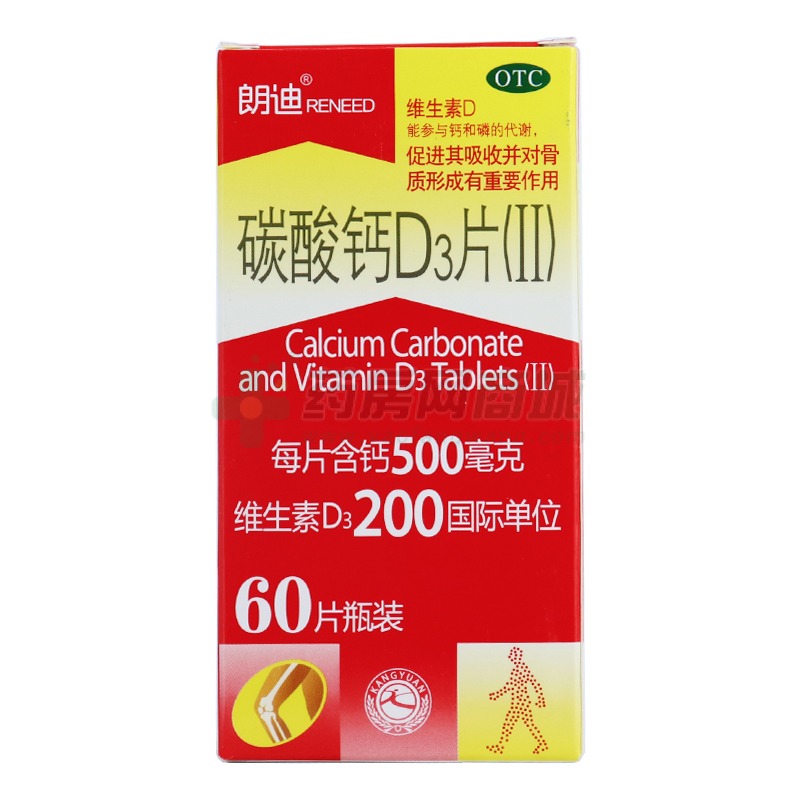 朗迪® RENEED
OTC
维生素D
能参与钙和磷的代谢,
促进其吸收并对骨
质形成有重要作用
碳酸钙D3片(II)
Calcium Carbonate
and Vitamin D3 Tablets (II)
药房网商城
每片含钙500毫克
维生素D3 200国际单位
60片瓶装
KANGYUAN